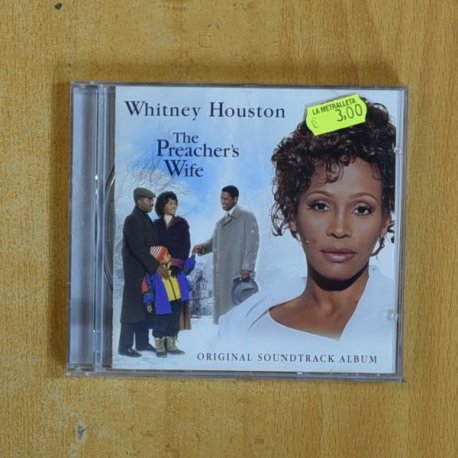 Whitney Houston
The
Preacher's
Wife
LA METRALLETA
€ 3,00
ORIGINAL SOUNDTRACK ALBUM